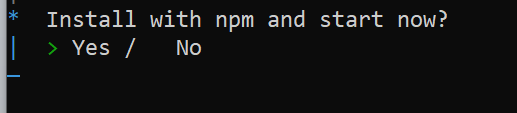 * Install with npm and start now?
| > Yes / No